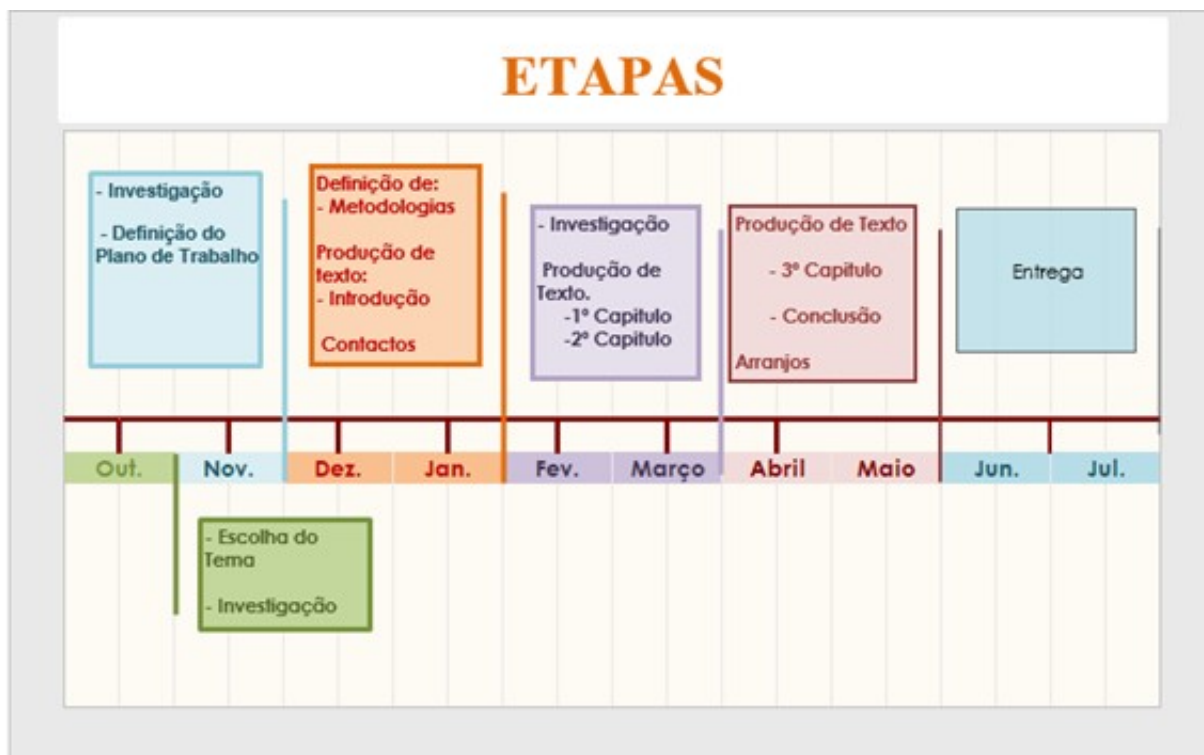 ETAPAS
- Investigação
- Definição do
Plano de Trabalho
Definição de:
- Metodologias
Produção de
texto:
- Introdução
Contactos
- Investigação
Produção de
Texto.
-1º Capitulo
-2º Capitulo
Produção de Texto
- 3º Capitulo
- Conclusão
Arranjos
Entrega
Out. Nov. Dez. Jan. Fev. Março Abril Maio Jun. Jul.
- Escolha do
Tema
- Investigação